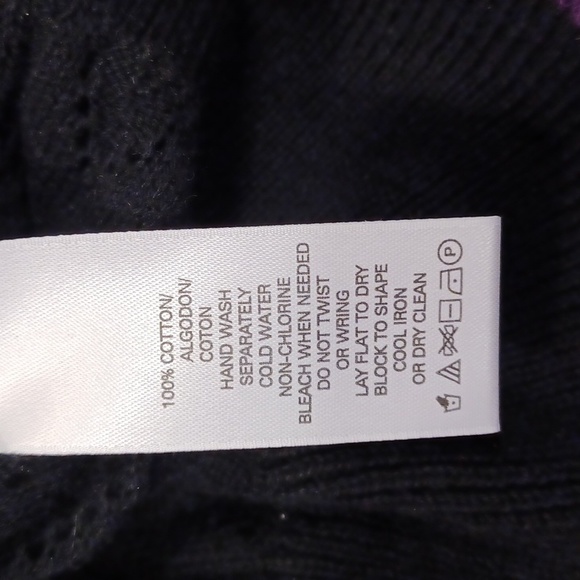 100% COTTON/
ALGODON/
COTON
HAND WASH
SEPARATELY
COLD WATER
NON-CHLORINE
BLEACH WHEN NEEDED
DO NOT TWIST
OR WRING
LAY FLAT TO DRY
BLOCK TO SHAPE
COOL IRON
OR DRY CLEAN
P